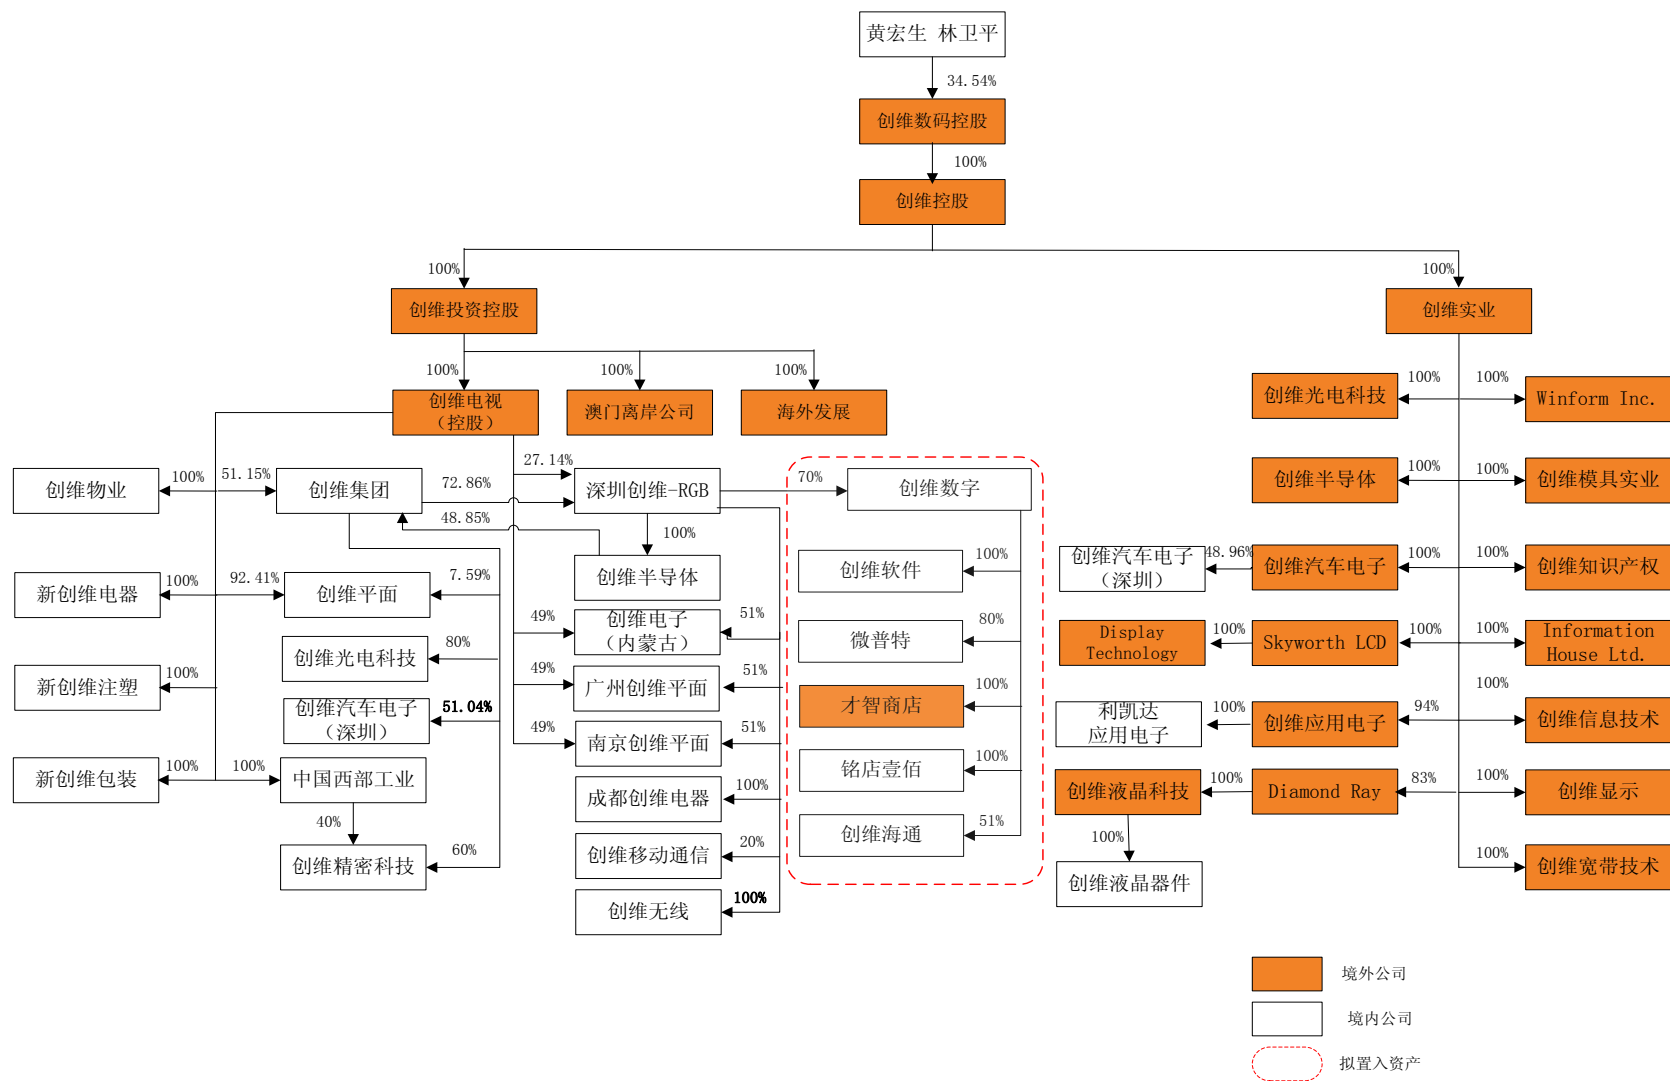 黄宏生 林卫平
34.54%
创维数码控股
100%
创维控股
100%
100%
创维投资控股
创维实业
100%
100%
100%
创维电视
（控股）
澳门离岸公司
海外发展
创维光电科技
100%
100%
Winform Inc.
创维物业
100%
51.15%
创维集团
72.86%
48.85%
27.14%
深圳创维-RGB
70%
创维数字
创维半导体
100%
100%
创维模具实业
100%
创维半导体
创维软件
100%
创维汽车电子
（深圳）
48.96%
创维汽车电子
100%
100%
创维知识产权
新创维电器
100%
92.41%
创维平面
7.59%
49%
创维电子
（内蒙古）
51%
微普特
80%
Display
Technology
100%
Skyworth LCD
100%
100%
Information
House Ltd.
创维光电科技
80%
新创维注塑
100%
49%
广州创维平面
51%
才智商店
100%
100%
创维汽车电子
（深圳）
51.04%
49%
南京创维平面
51%
利凯达
应用电子
100%
创维应用电子
94%
创维信息技术
新创维包装
100%
100%
中国西部工业
铭店壹佰
100%
成都创维电器
100%
创维液晶科技
100%
Diamond Ray
83%
100%
创维显示
40%
创维海通
51%
100%
创维精密科技
60%
创维移动通信
20%
100%
创维宽带技术
创维液晶器件
创维无线
100%
境外公司
境内公司
拟置入资产